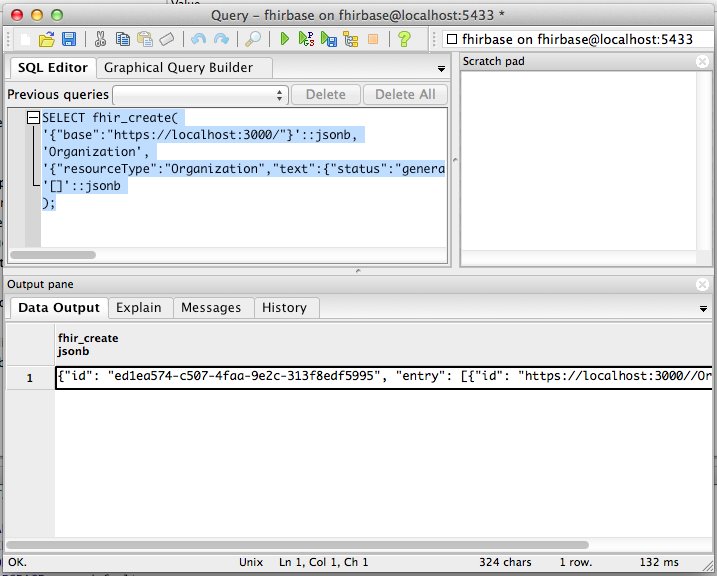 Query - fhirbase on fhirbase@localhost:5433 *
fhirbase on fhirbase@localhost:5433
SQL Editor
Graphical Query Builder
Scratch pad
Previous queries
Delete
Delete All
SELECT fhir_create(
'{"base":"https://localhost:3000/"}'::jsonb,
'Organization',
'{"resourceType":"Organization","text":{"status":"genera
'[]'::jsonb
);
Output pane
Data Output
Explain
Messages
History
fhir_create
jsonb
1
{"id": "ed1ea574-c507-4faa-9e2c-313f8edf5995", "entry": [{"id": "https://localhost:3000//Or
OK.
Unix
Ln 1, Col 1, Ch 1
324 chars
1 row.
132 ms